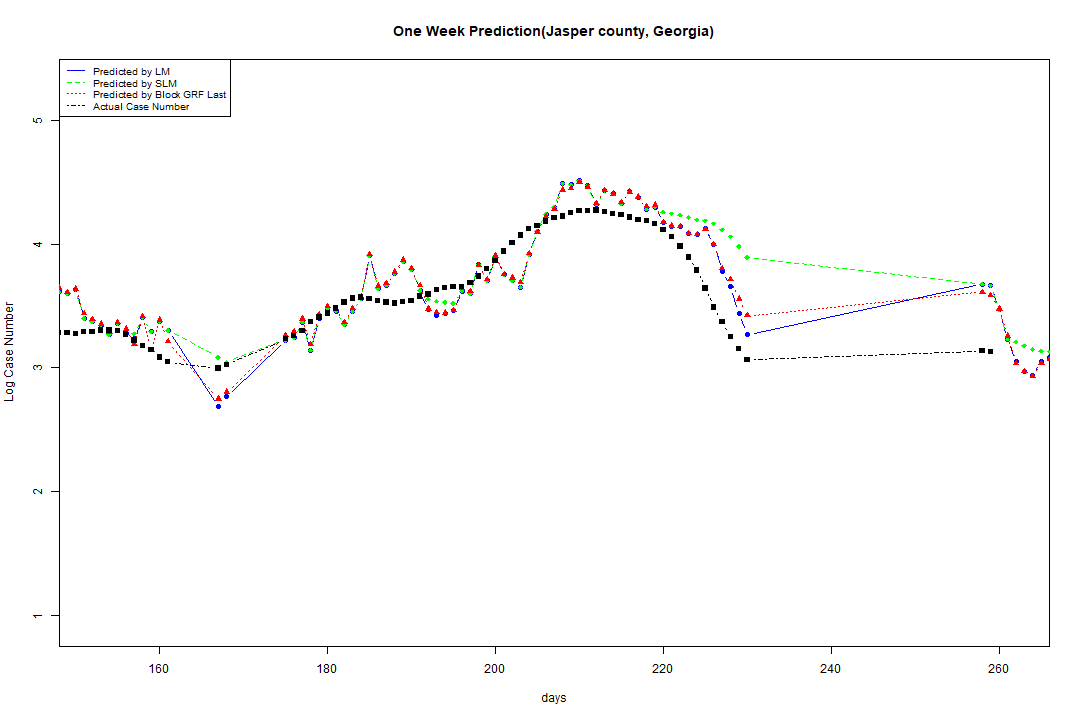 One Week Prediction(Jasper county, Georgia)
Predicted by LM
Predicted by SLM
Predicted by Block GRF Last
Actual Case Number
5
4
3
2
1
Log Case Number
160 180 200 220 240 260
days